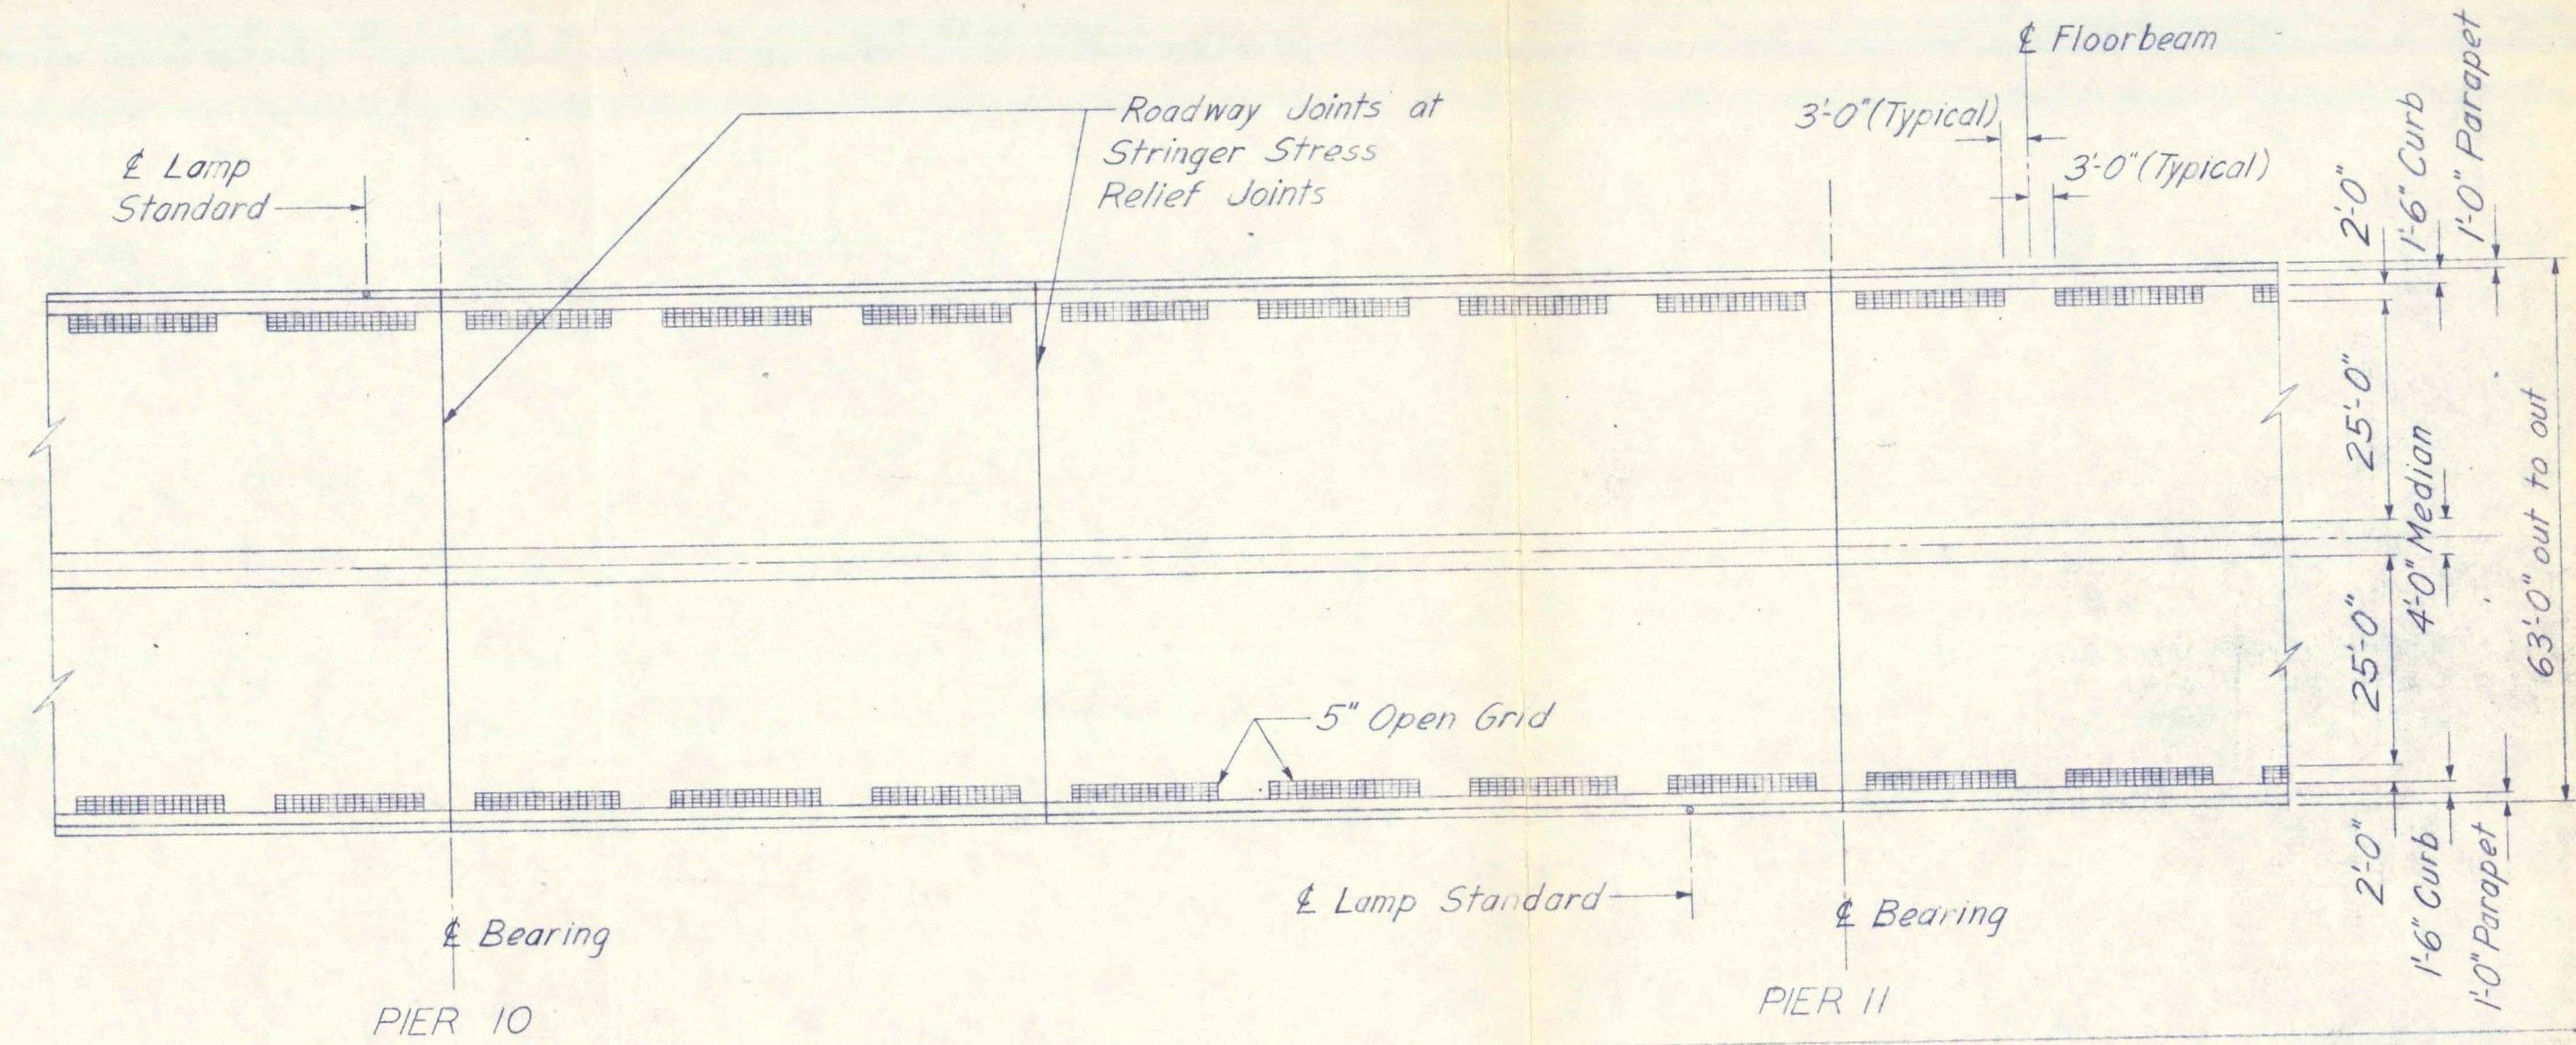 ℄ Floorbeam
Roadway Joints at
Stringer Stress
Relief Joints
3'-0" (Typical)
3'-0" (Typical)
℄ Lamp
Standard
2'-0"
1'-6" Curb
1'-0" Parapet
25'-0"
4'-0" Median
63'-0" out to out
25'-0"
5" Open Grid
2'-0"
1'-6" Curb
1'-0" Parapet
℄ Lamp Standard
℄ Bearing
℄ Bearing
PIER 10
PIER 11